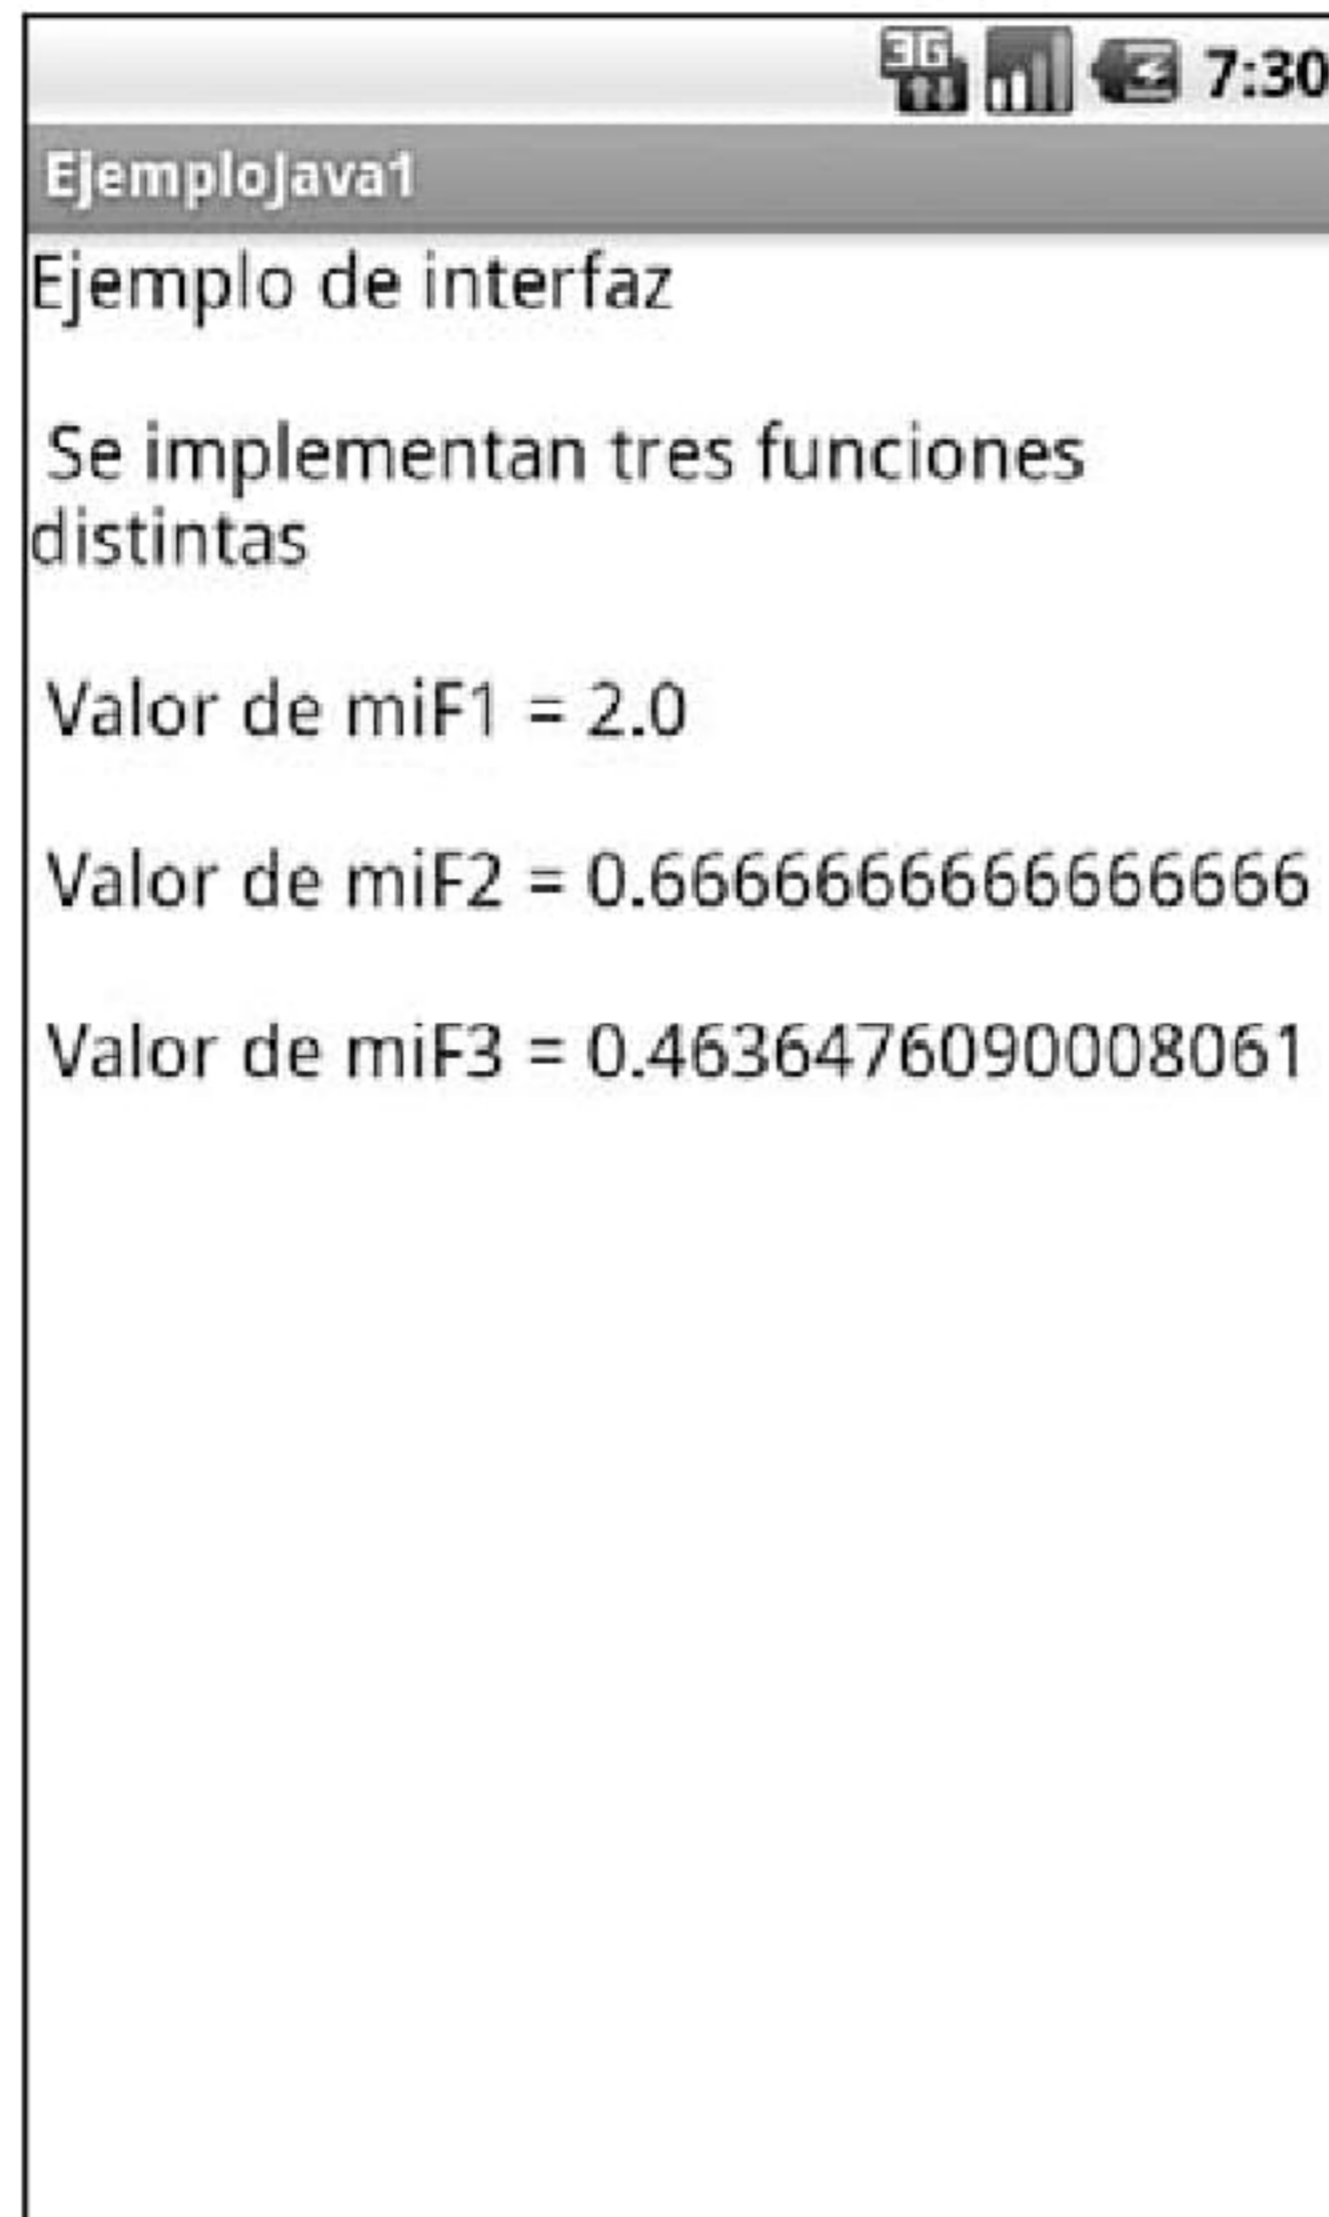 3G 7:30
EjemploJava1
Ejemplo de interfaz
Se implementan tres funciones
distintas
Valor de miF1 = 2.0
Valor de miF2 = 0.6666666666666666
Valor de miF3 = 0.4636476090008061